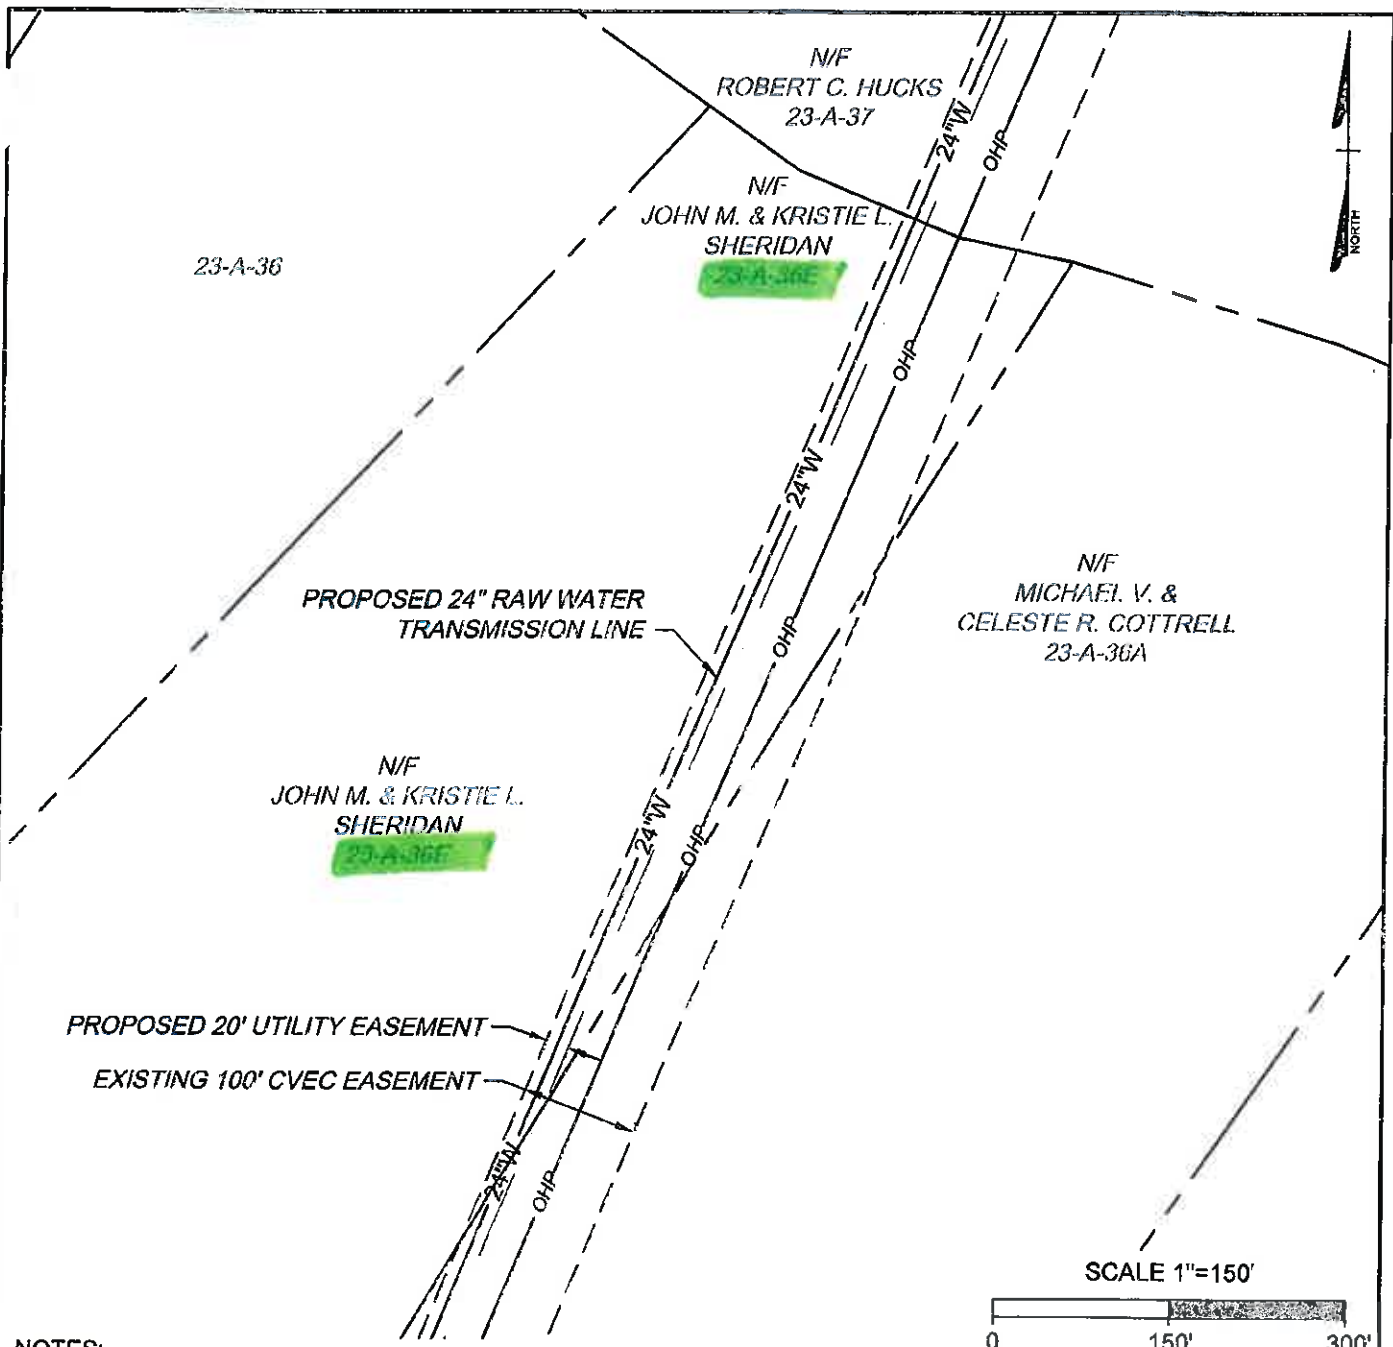 N/F
ROBERT C. HUCKS
23-A-37
24"W
OHP
NORTH
N/F
JOHN M. & KRISTIE L.
SHERIDAN
23-A-36E
23-A-36
OHP
24"W
N/F
MICHAEL V. &
CELESTE R. COTTRELL
23-A-36A
PROPOSED 24" RAW WATER
TRANSMISSION LINE
OHP
N/F
JOHN M. & KRISTIE L.
SHERIDAN
23-A-36E
24"W
OHP
PROPOSED 20' UTILITY EASEMENT
EXISTING 100' CVEC EASEMENT
24"W
OHP
SCALE 1"=150'
0 150' 300'
NOTES: